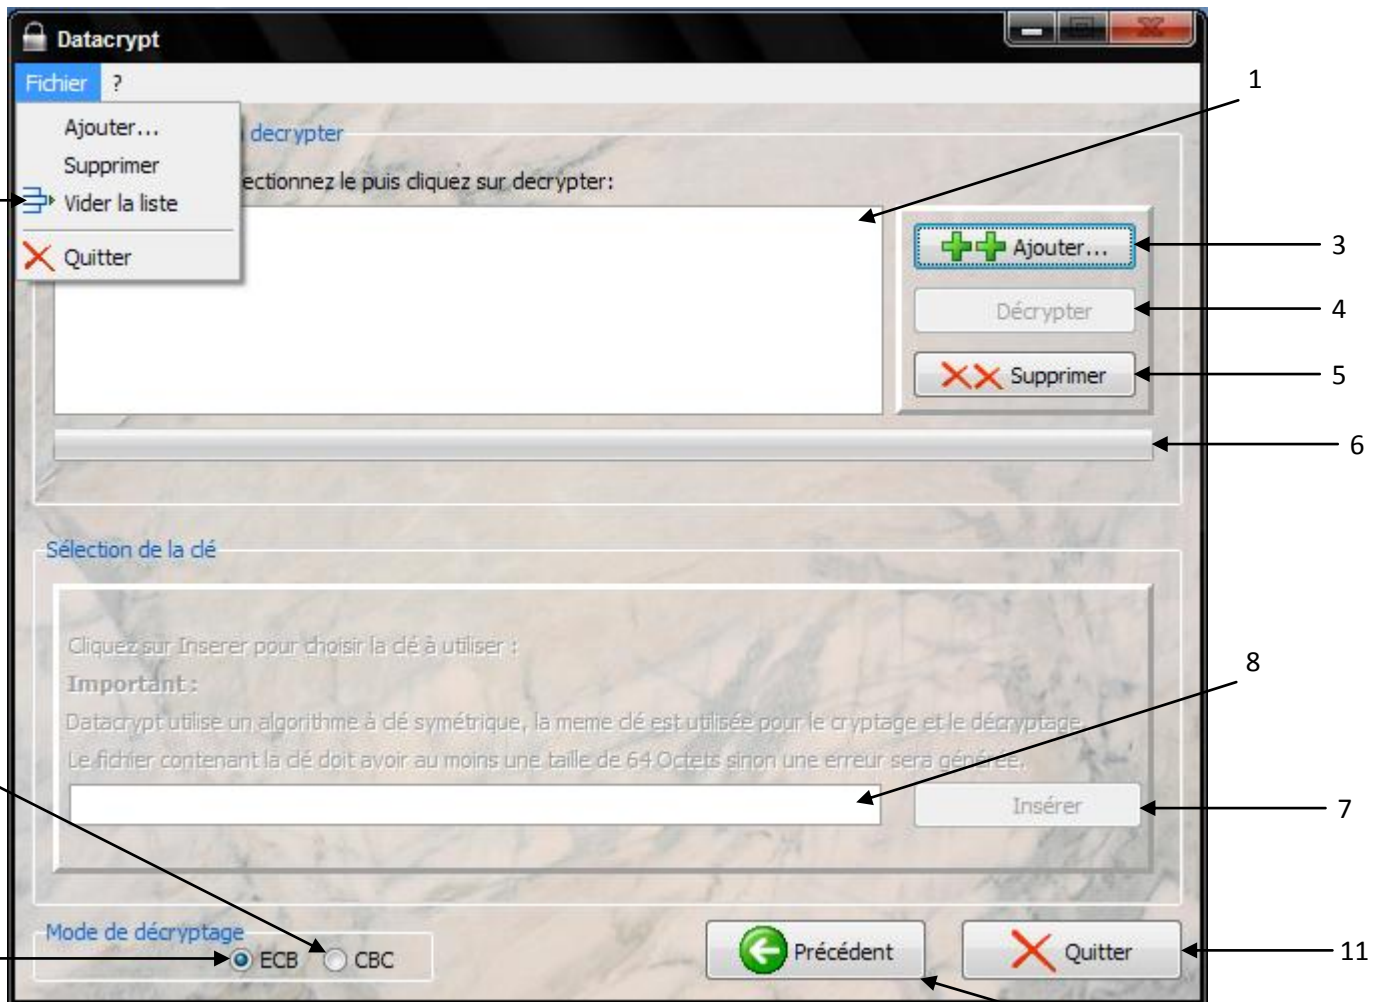 Datacrypt
Fichier ?
1
Ajouter...
decrypter
Supprimer
ectionnez le puis cliquez sur decrypter:
Vider la liste
Quitter
Ajouter...
3
Décrypter
4
Supprimer
5
6
Sélection de la clé
Cliquez sur Inserer pour choisir la clé à utiliser :
8
Important :
Datacrypt utilise un algorithme à clé symétrique, la meme clé est utilisée pour le cryptage et le décryptage.
Le fichier contenant la clé doit avoir au moins une taille de 64 Octets sinon une erreur sera générée.
Insérer
7
Mode de décryptage
ECB CBC
Précédent
Quitter
11